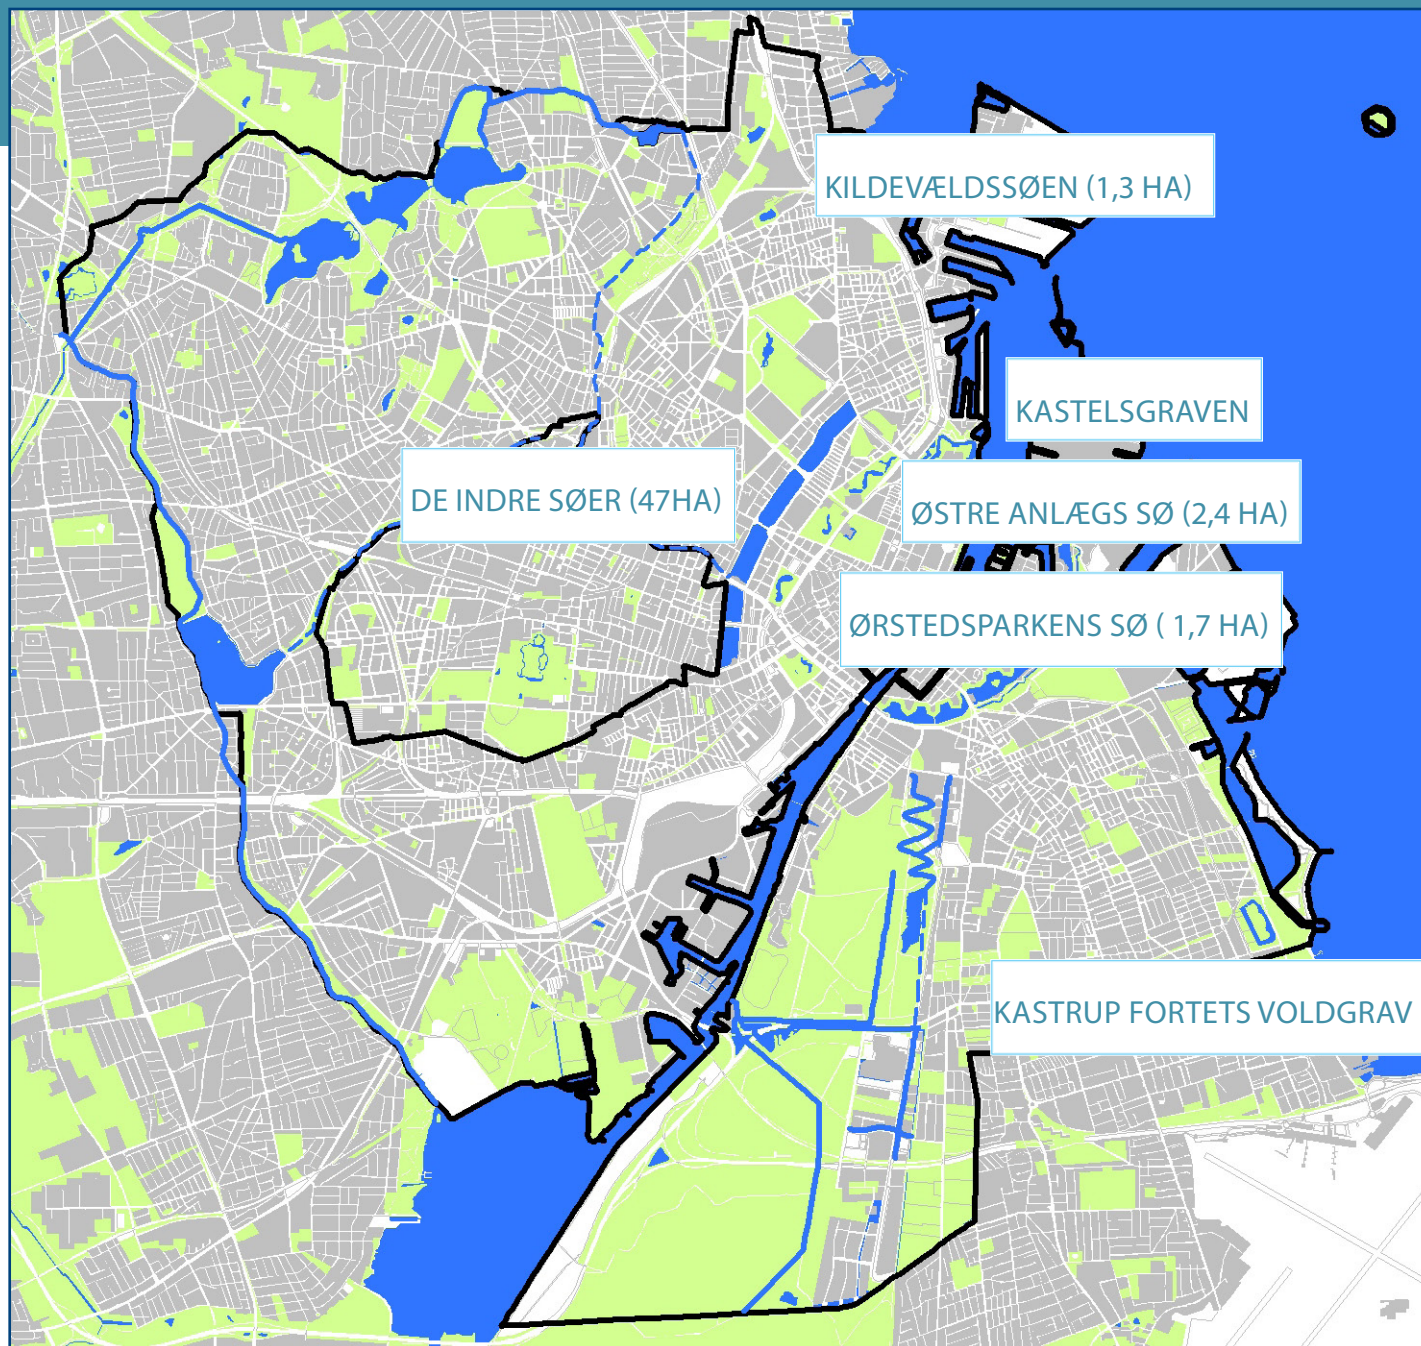 KILDEVÆLDSSØEN (1,3 HA)
KASTELSGRAVEN
DE INDRE SØER (47HA)
ØSTRE ANLÆGS SØ (2,4 HA)
ØRSTEDSPARKENS SØ ( 1,7 HA)
KASTRUP FORTETS VOLDGRAV